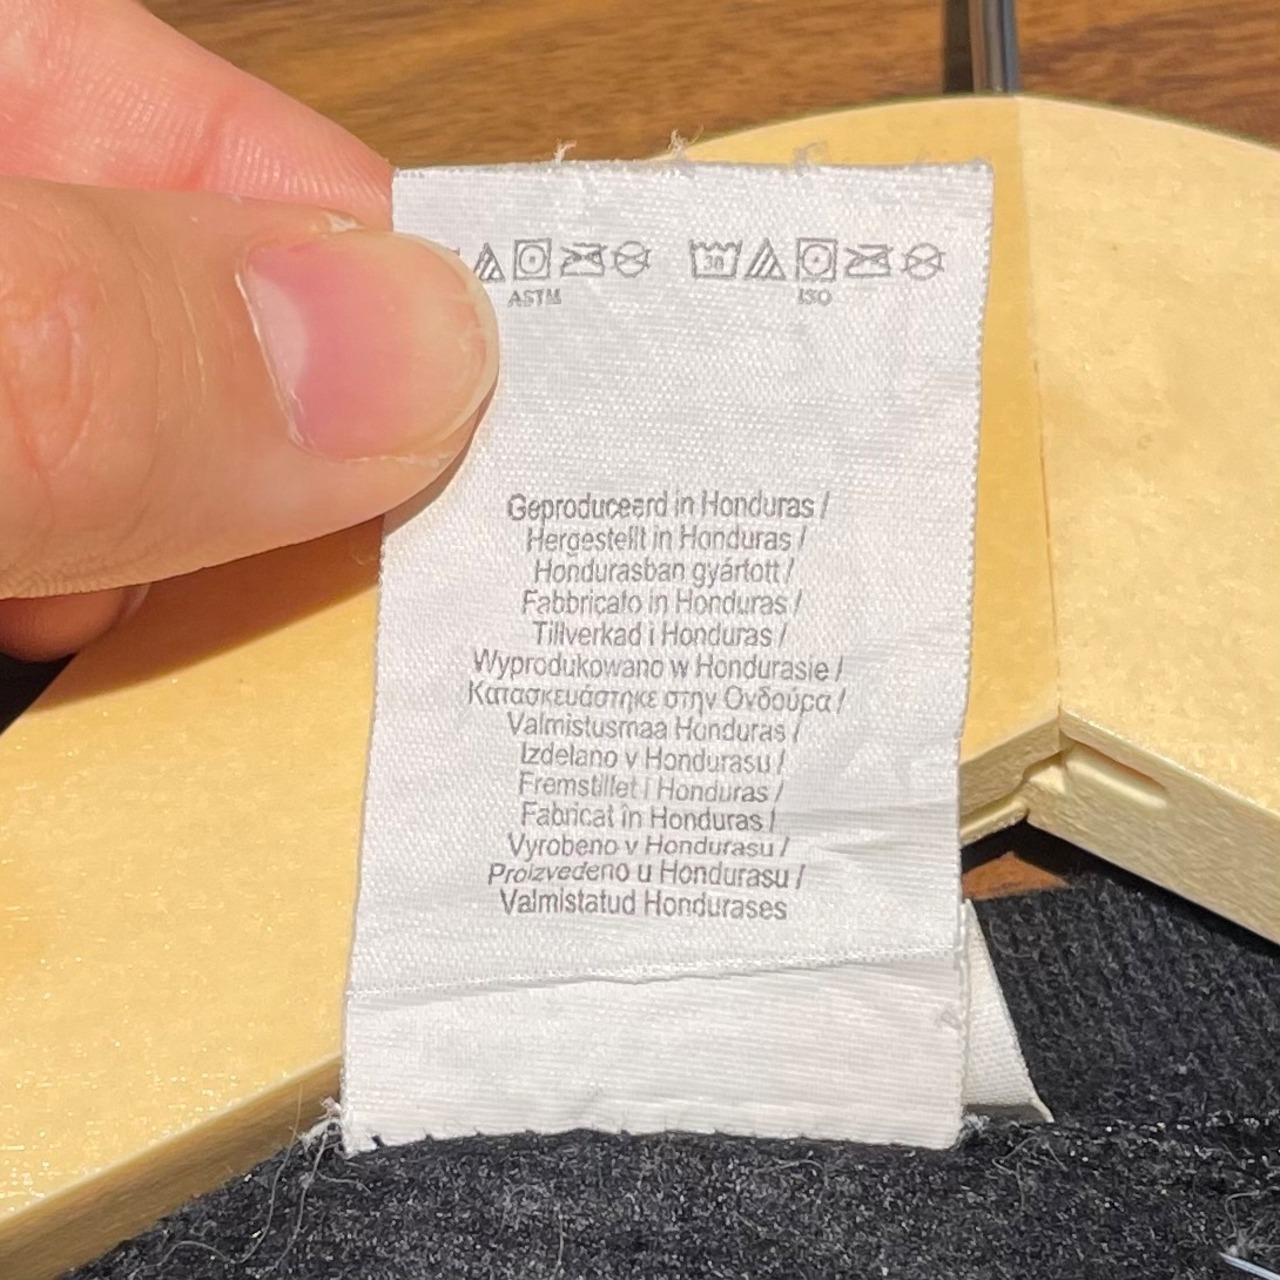 30
ASTM ISO
Geproduceerd in Honduras /
Hergestellt in Honduras /
Hondurasban gyártott /
Fabbricato in Honduras /
Tillverkad i Honduras /
Wyprodukowano w Hondurasie /
Κατασκευάστηκε στην Ονδούρα /
Valmistusmaa Honduras /
Izdelano v Hondurasu /
Fremstillet i Honduras /
Fabricat în Honduras /
Vyrobeno v Hondurasu /
Proizvedeno u Hondurasu /
Valmistatud Hondurases